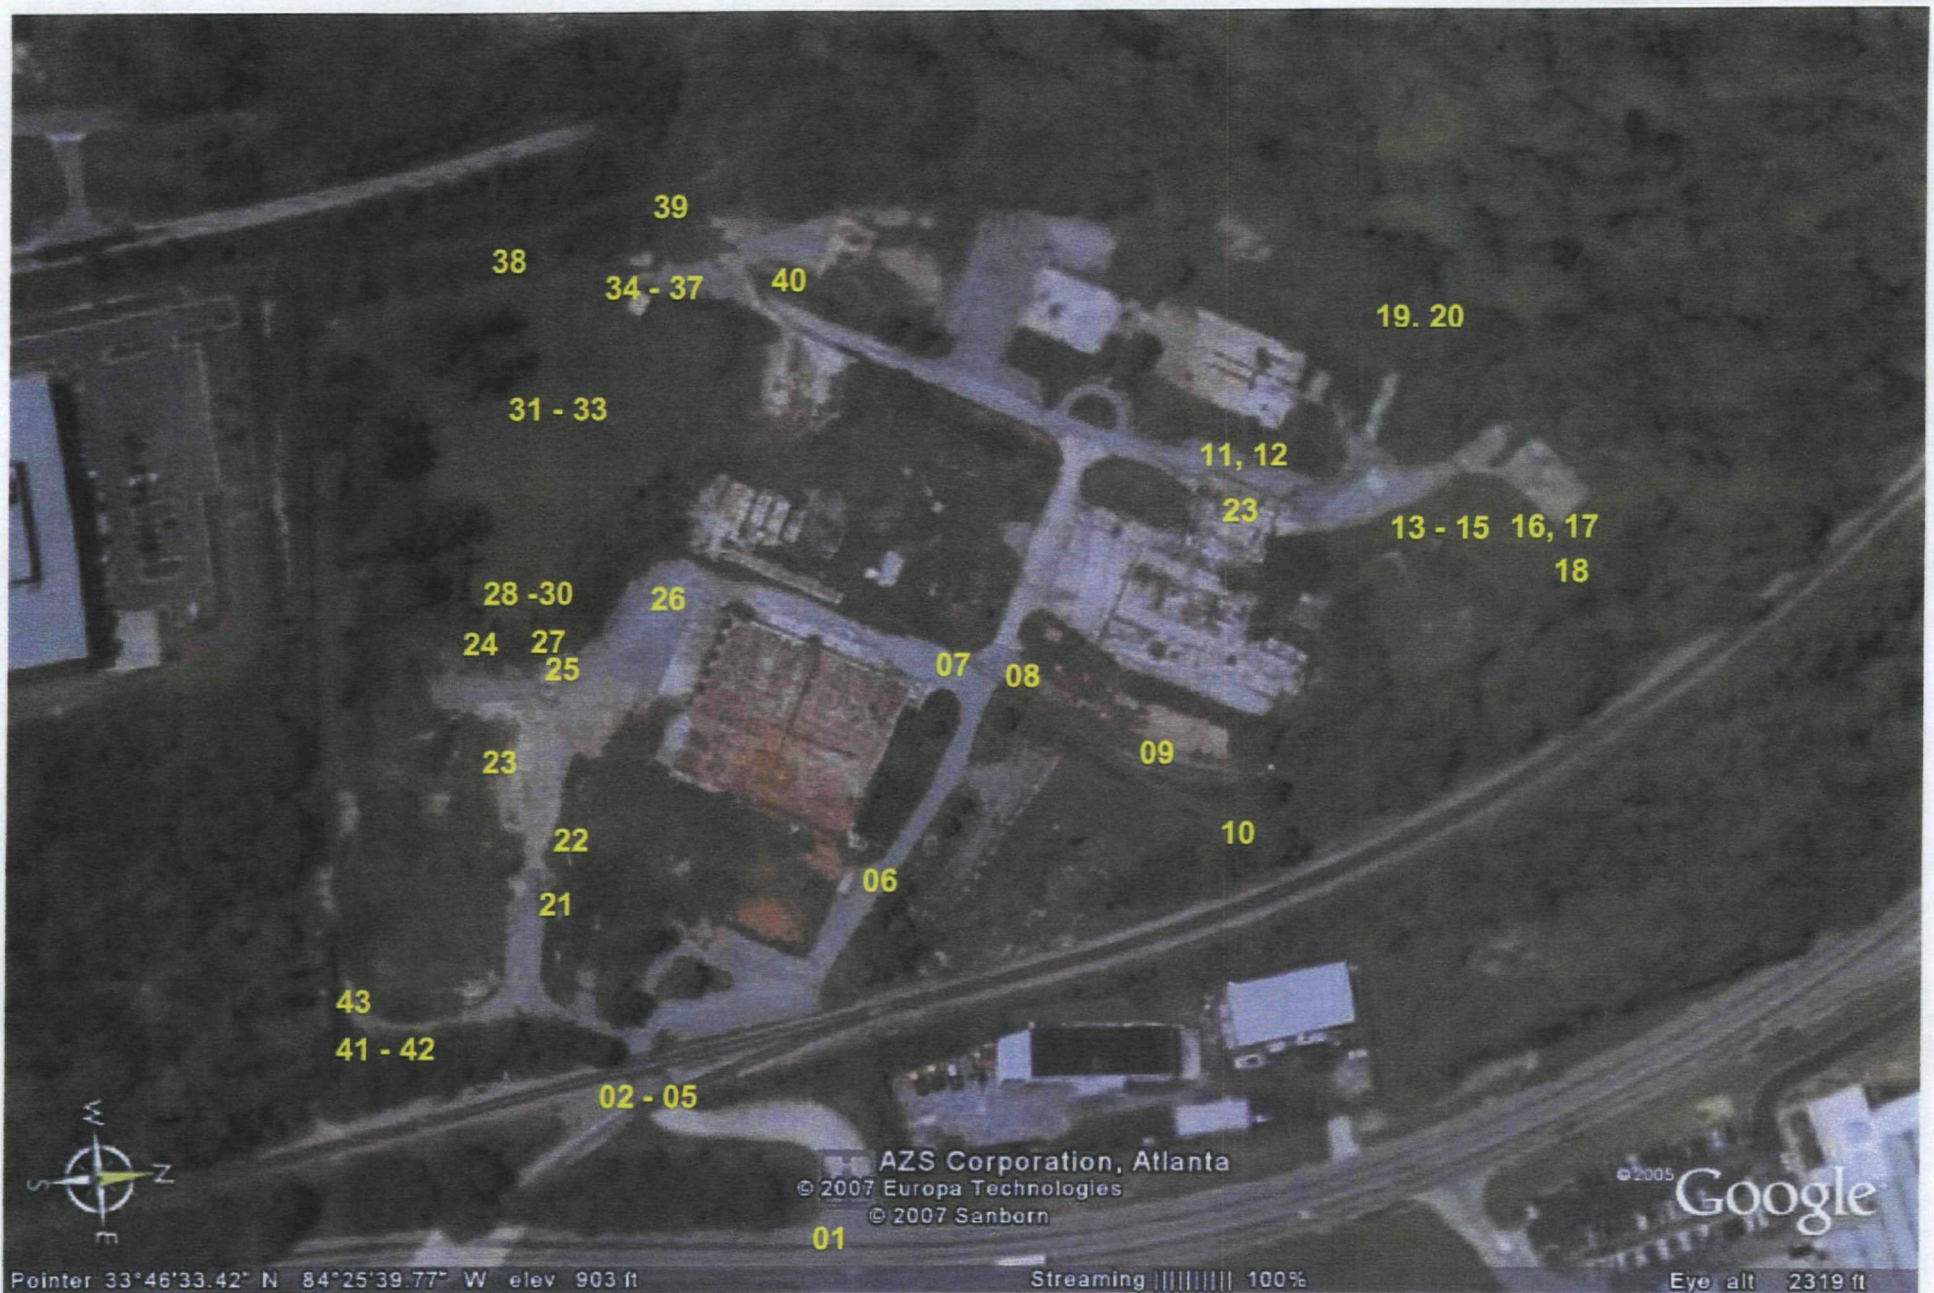 39
38
34 - 37
40
19. 20
31 - 33
11, 12
23
13 - 15
16, 17
18
28 -30
26
24
27
25
07
08
23
09
22
10
06
21
43
41 - 42
02 - 05
W
S
N
E
AZS Corporation, Atlanta
© 2007 Europa Technologies
© 2007 Sanborn
01
©2005 Google
Pointer 33°46'33.42" N 84°25'39.77" W elev 903 ft
Streaming |||||||||| 100%
Eye alt 2319 ft